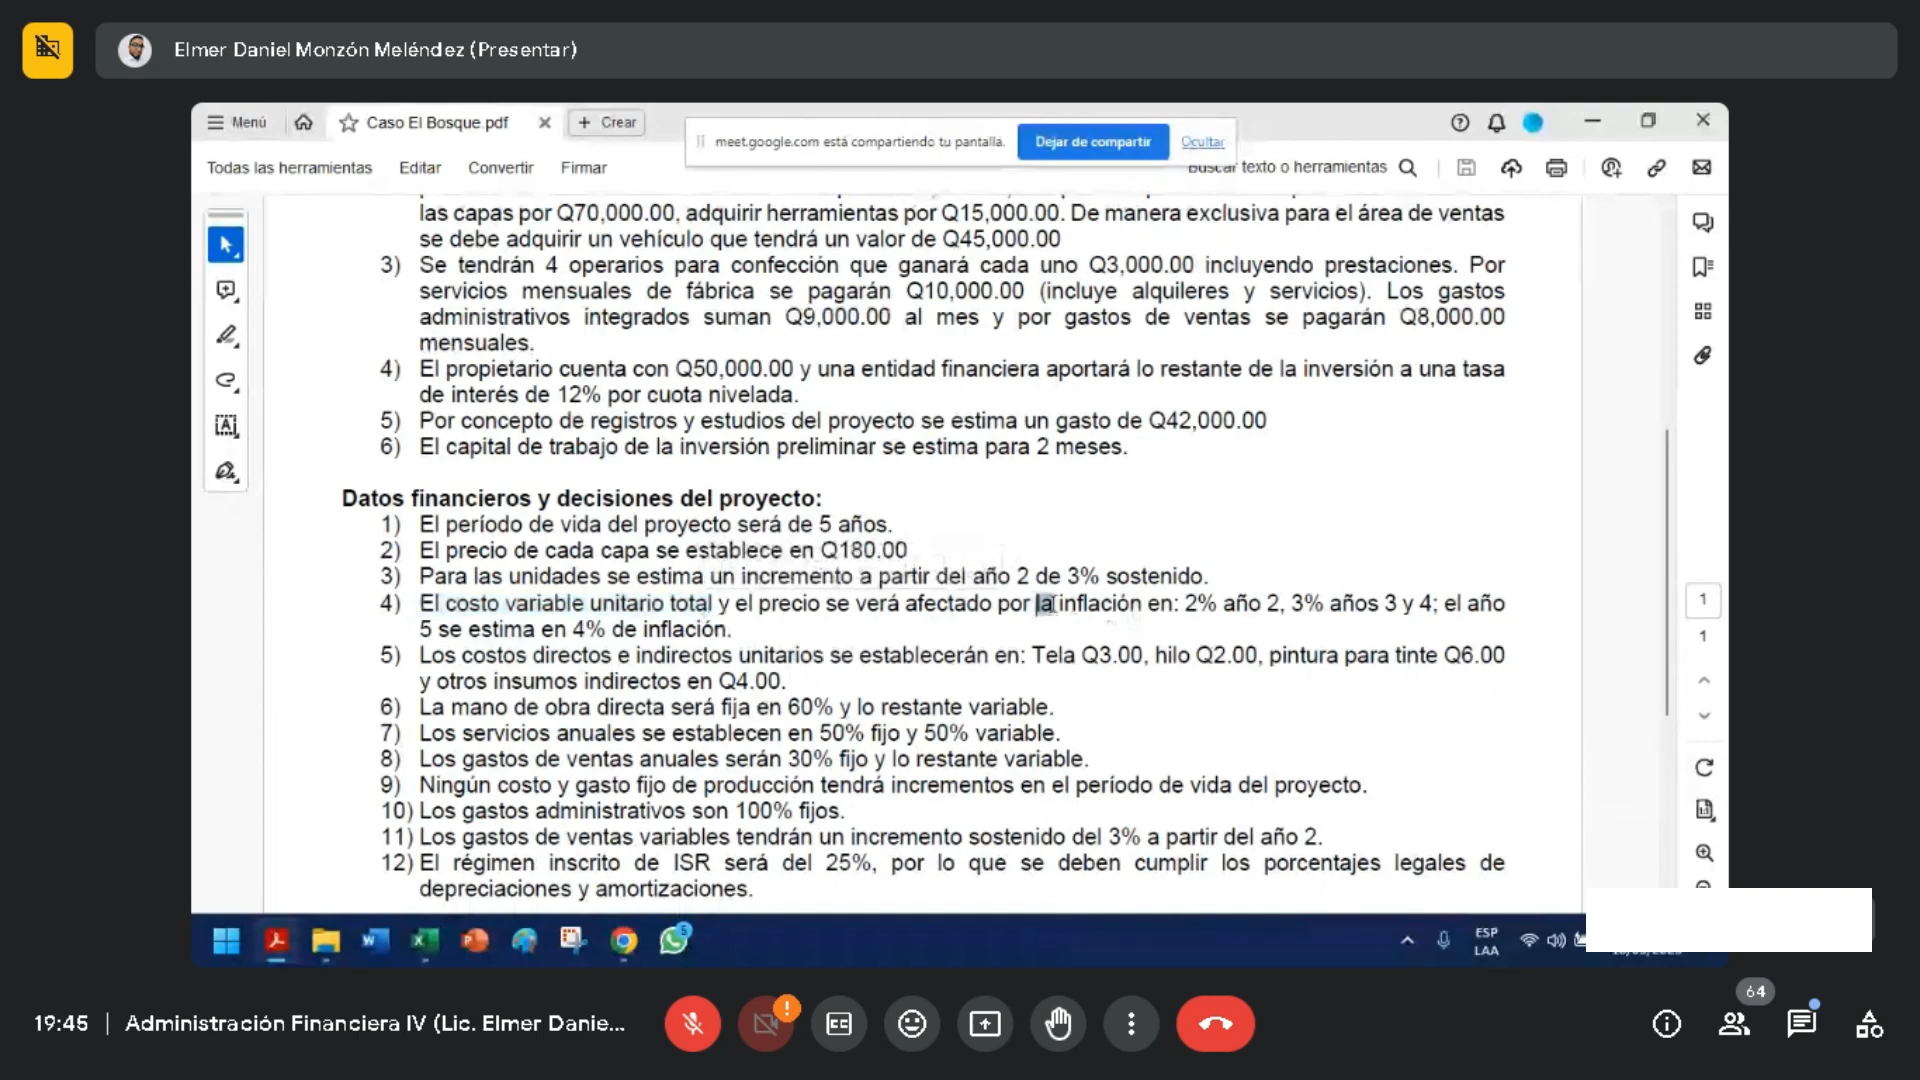 Elmer Daniel Monzón Meléndez (Presentar)
Menú
Caso El Bosque.pdf
Crear
meet.google.com está compartiendo tu pantalla.
Dejar de compartir
Ocultar
Todas las herramientas
Editar
Convertir
Firmar
Buscar texto o herramientas
las capas por Q70,000.00, adquirir herramientas por Q15,000.00. De manera exclusiva para el área de ventas
se debe adquirir un vehículo que tendrá un valor de Q45,000.00
3) Se tendrán 4 operarios para confección que ganará cada uno Q3,000.00 incluyendo prestaciones. Por
servicios mensuales de fábrica se pagarán Q10,000.00 (incluye alquileres y servicios). Los gastos
administrativos integrados suman Q9,000.00 al mes y por gastos de ventas se pagarán Q8,000.00
mensuales.
4) El propietario cuenta con Q50,000.00 y una entidad financiera aportará lo restante de la inversión a una tasa
de interés de 12% por cuota nivelada.
5) Por concepto de registros y estudios del proyecto se estima un gasto de Q42,000.00
6) El capital de trabajo de la inversión preliminar se estima para 2 meses.
Datos financieros y decisiones del proyecto:
1) El período de vida del proyecto será de 5 años.
2) El precio de cada capa se establece en Q180.00
3) Para las unidades se estima un incremento a partir del año 2 de 3% sostenido.
4) El costo variable unitario total y el precio se verá afectado por la inflación en: 2% año 2, 3% años 3 y 4; el año
5 se estima en 4% de inflación.
5) Los costos directos e indirectos unitarios se establecerán en: Tela Q3.00, hilo Q2.00, pintura para tinte Q6.00
y otros insumos indirectos en Q4.00.
6) La mano de obra directa será fija en 60% y lo restante variable.
7) Los servicios anuales se establecen en 50% fijo y 50% variable.
8) Los gastos de ventas anuales serán 30% fijo y lo restante variable.
9) Ningún costo y gasto fijo de producción tendrá incrementos en el período de vida del proyecto.
10) Los gastos administrativos son 100% fijos.
11) Los gastos de ventas variables tendrán un incremento sostenido del 3% a partir del año 2.
12) El régimen inscrito de ISR será del 25%, por lo que se deben cumplir los porcentajes legales de
depreciaciones y amortizaciones.
1
1
5
ESP
LAA
64
19:45 | Administración Financiera IV (Lic. Elmer Danie...